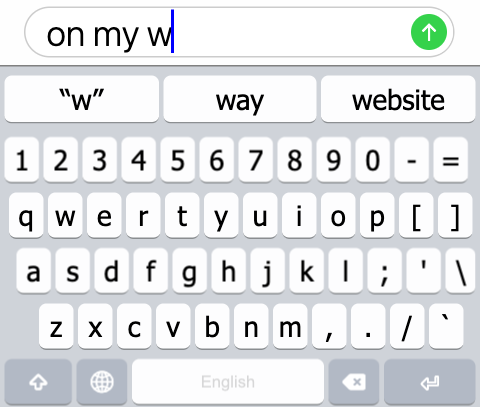 on my w
“w” way website
1 2 3 4 5 6 7 8 9 0 - =
q w e r t y u i o p [ ]
a s d f g h j k l ; ' \
z x c v b n m , . / `
English